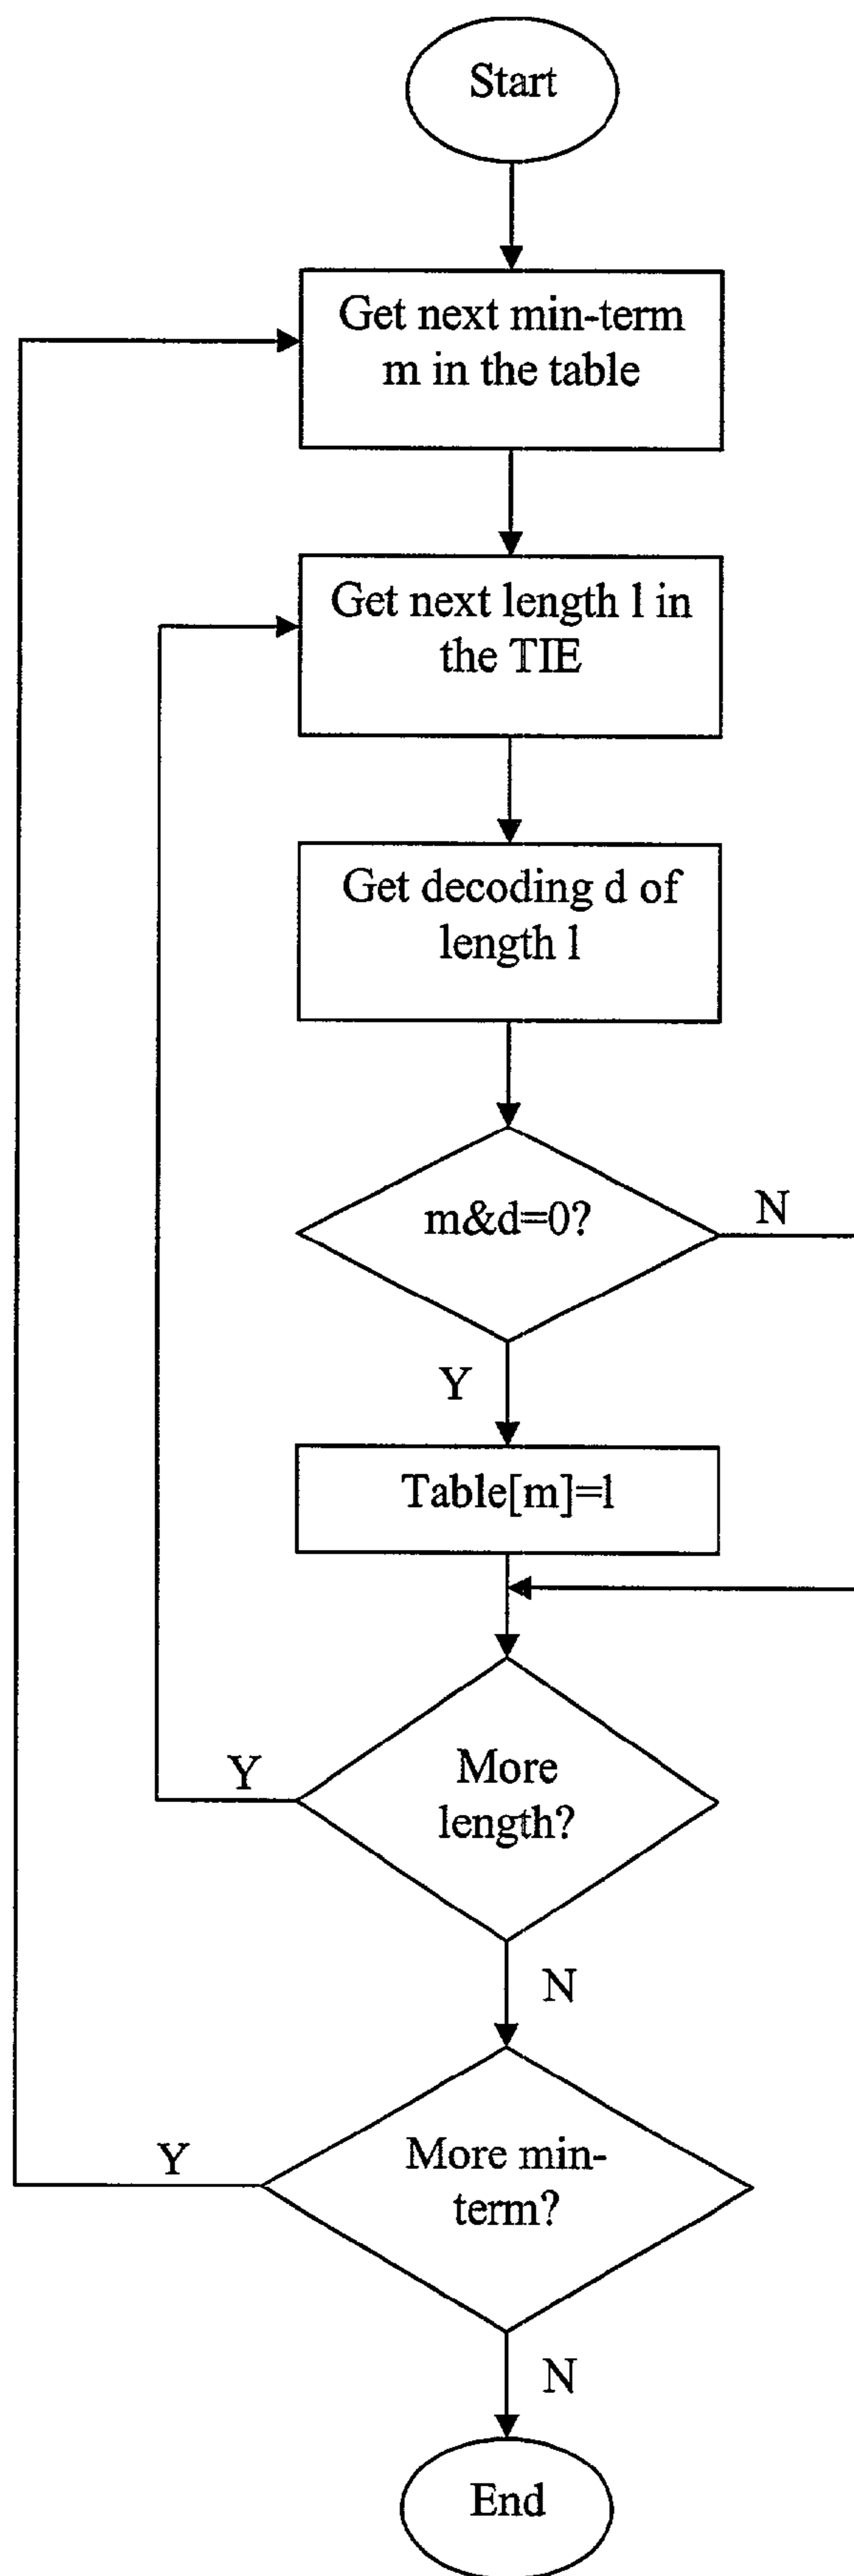 Start
Get next min-term
m in the table
Get next length l in
the TIE
Get decoding d of
length l
m&d=0?
N
Y
Table[m]=l
More
length?
Y
N
More min-
term?
Y
N
End